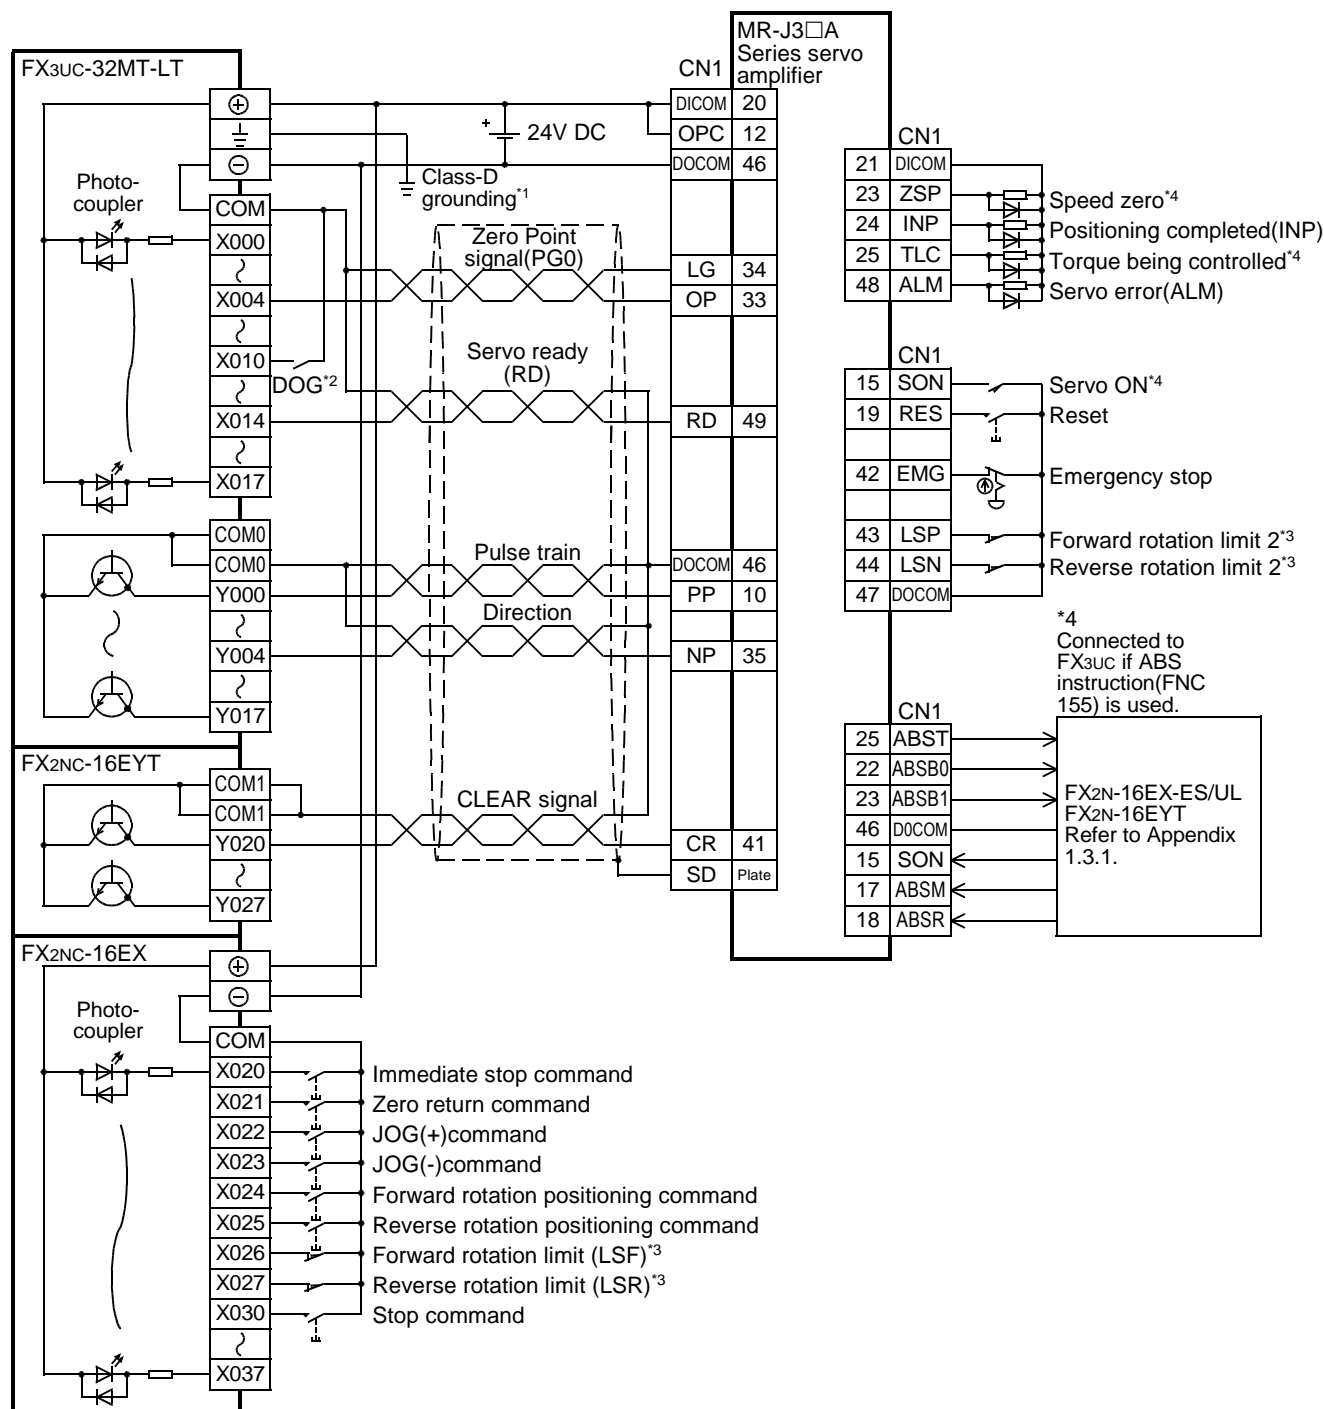 MR-J3□A
Series servo
amplifier
FX3UC-32MT-LT
CN1
⊕
⊖
COM
X000
X004
X010
X014
X017
COM0
COM0
Y000
Y004
Y017
Photo-
coupler
24V DC
+
Class-D
grounding*1
DOG*2
Zero Point
signal(PG0)
Servo ready
(RD)
Pulse train
Direction
CLEAR signal
DICOM 20
OPC 12
DOCOM 46
LG 34
OP 33
RD 49
DOCOM 46
PP 10
NP 35
CR 41
SD Plate
FX2NC-16EYT
COM1
COM1
Y020
Y027
FX2NC-16EX
⊕
⊖
Photo-
coupler
COM
X020 Immediate stop command
X021 Zero return command
X022 JOG(+)command
X023 JOG(-)command
X024 Forward rotation positioning command
X025 Reverse rotation positioning command
X026 Forward rotation limit (LSF)*3
X027 Reverse rotation limit (LSR)*3
X030 Stop command
X037
CN1
21 DICOM
23 ZSP Speed zero*4
24 INP Positioning completed(INP)
25 TLC Torque being controlled*4
48 ALM Servo error(ALM)
CN1
15 SON Servo ON*4
19 RES Reset
42 EMG Emergency stop
43 LSP Forward rotation limit 2*3
44 LSN Reverse rotation limit 2*3
47 DOCOM
*4
Connected to
FX3UC if ABS
instruction(FNC
155) is used.
CN1
25 ABST
22 ABSB0
23 ABSB1
46 D0COM
15 SON
17 ABSM
18 ABSR
FX2N-16EX-ES/UL
FX2N-16EYT
Refer to Appendix
1.3.1.